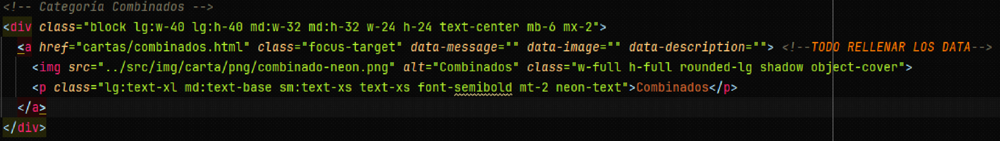 <!-- Categoría Combinados -->
<div class="block lg:w-40 lg:h-40 md:w-32 md:h-32 w-24 h-24 text-center mb-6 mx-2">
<a href="cartas/combinados.html" class="focus-target" data-message="" data-image="" data-description=""> <!--TODO RELLENAR LOS DATA-->
<img src="../src/img/carta/png/combinado-neon.png" alt="Combinados" class="w-full h-full rounded-lg shadow object-cover">
<p class="lg:text-xl md:text-base sm:text-xs text-xs font-semibold mt-2 neon-text">Combinados</p>
</a>
</div>